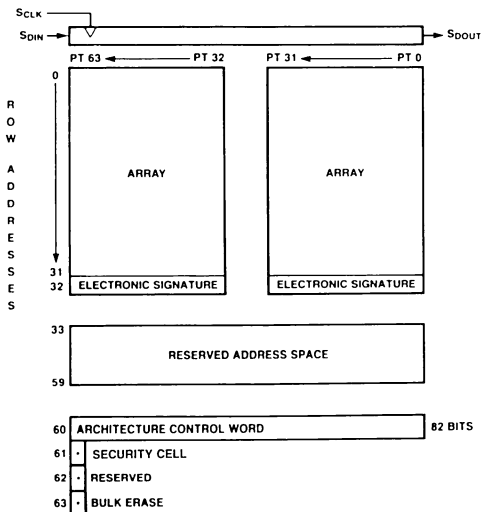 SCLK
SDIN
SDOUT
PT 63 PT 32 PT 31 PT 0
ROW ADDRESSES
0
ARRAY ARRAY
31
32 ELECTRONIC SIGNATURE ELECTRONIC SIGNATURE
33
RESERVED ADDRESS SPACE
59
60 ARCHITECTURE CONTROL WORD 82 BITS
61 SECURITY CELL
62 RESERVED
63 BULK ERASE